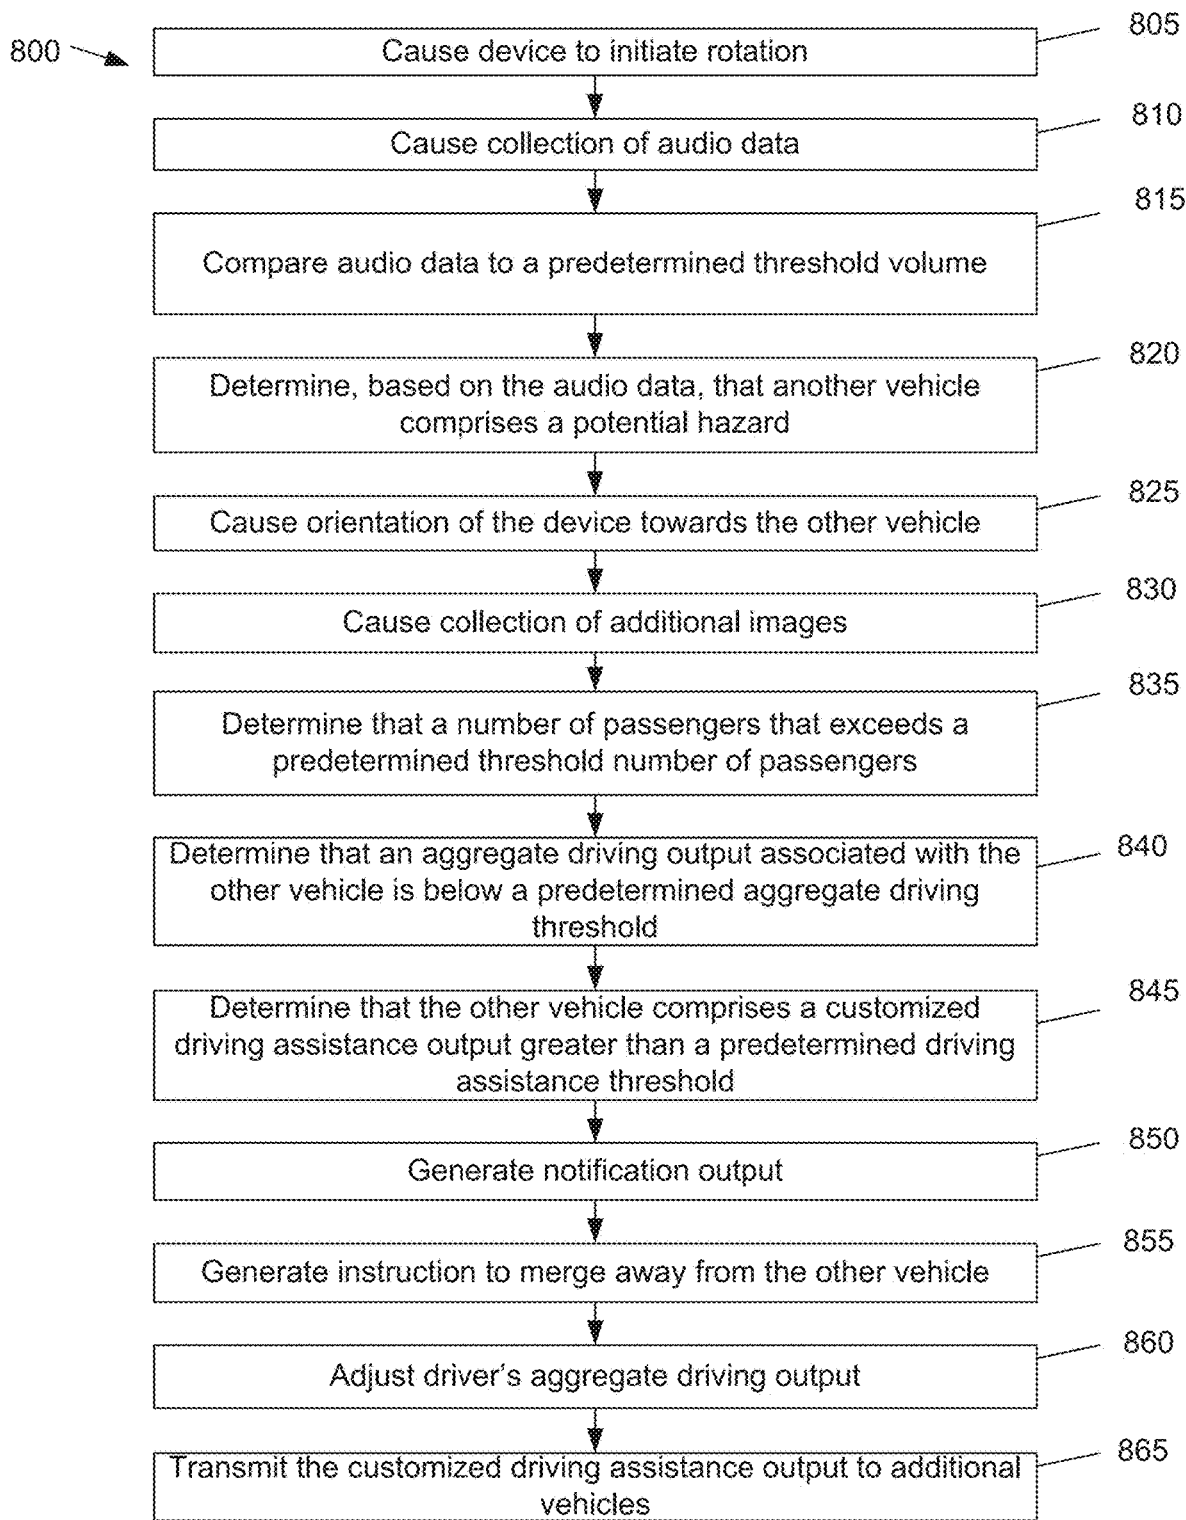 800
Cause device to initiate rotation
805
Cause collection of audio data
810
Compare audio data to a predetermined threshold volume
815
Determine, based on the audio data, that another vehicle
comprises a potential hazard
820
Cause orientation of the device towards the other vehicle
825
Cause collection of additional images
830
Determine that a number of passengers that exceeds a
predetermined threshold number of passengers
835
Determine that an aggregate driving output associated with the
other vehicle is below a predetermined aggregate driving
threshold
840
Determine that the other vehicle comprises a customized
driving assistance output greater than a predetermined driving
assistance threshold
845
Generate notification output
850
Generate instruction to merge away from the other vehicle
855
Adjust driver's aggregate driving output
860
Transmit the customized driving assistance output to additional
vehicles
865